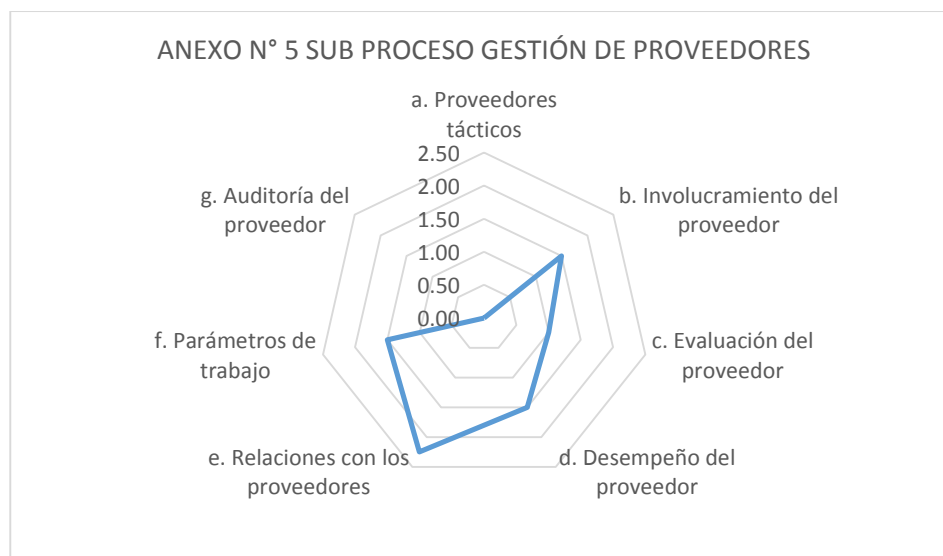 ANEXO N° 5 SUB PROCESO GESTIÓN DE PROVEEDORES
a. Proveedores
tácticos
2.50
2.00
1.50
1.00
0.50
0.00
b. Involucramiento del
proveedor
c. Evaluación del
proveedor
d. Desempeño del
proveedor
e. Relaciones con los
proveedores
f. Parámetros de
trabajo
g. Auditoría del
proveedor